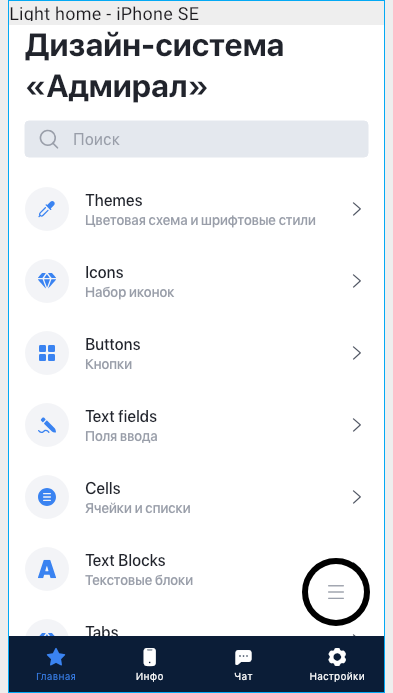 Light home - iPhone SE
Дизайн-система
«Адмирал»
Поиск
Themes
Цветовая схема и шрифтовые стили
Icons
Набор иконок
Buttons
Кнопки
Text fields
Поля ввода
Cells
Ячейки и списки
Text Blocks
Текстовые блоки
Tabs
Главная
Инфо
Чат
Настройки